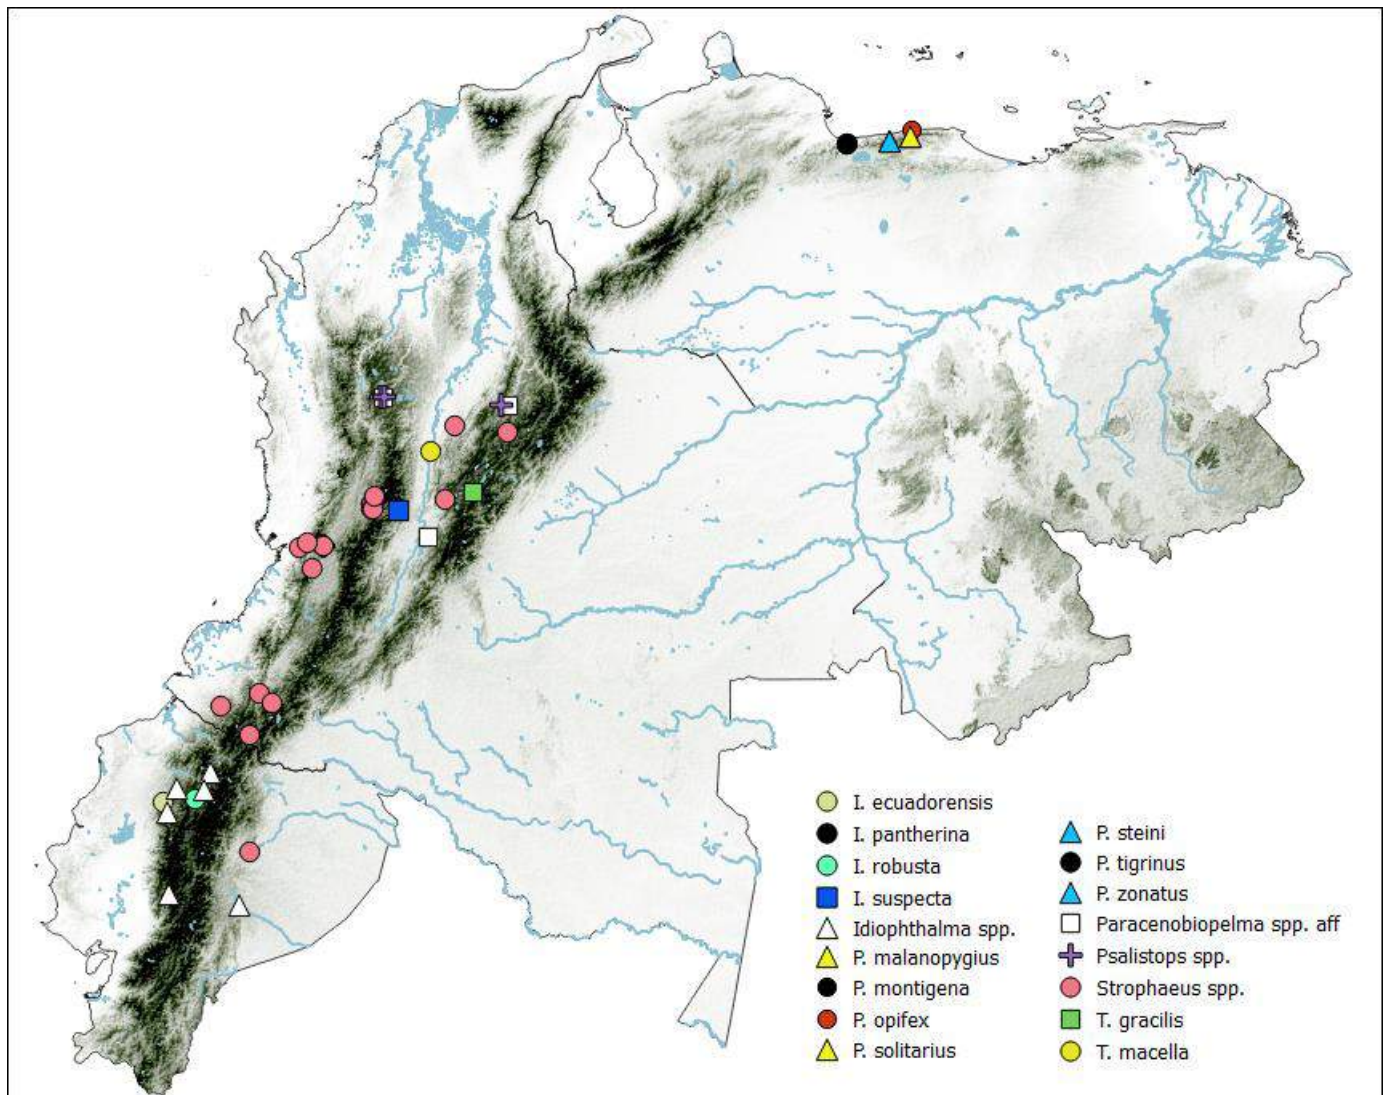 I. ecuadorensis
I. pantherina
I. robusta
I. suspecta
Idiophthalma spp.
P. malanopygius
P. montigena
P. opifex
P. solitarius
P. steini
P. tigrinus
P. zonatus
Paracenobiopelma spp. aff
Psalistops spp.
Strophaeus spp.
T. gracilis
T. macella